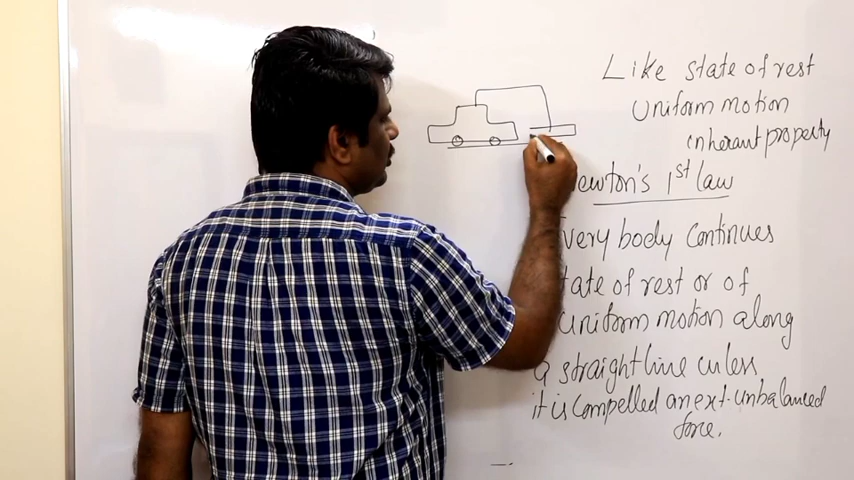 Like state of rest
uniform motion
inherant property
ewton's 1st law
very body continues
tate of rest or of
uniform motion along
a straight line unless
it is compelled an ext. unbalanced
force.